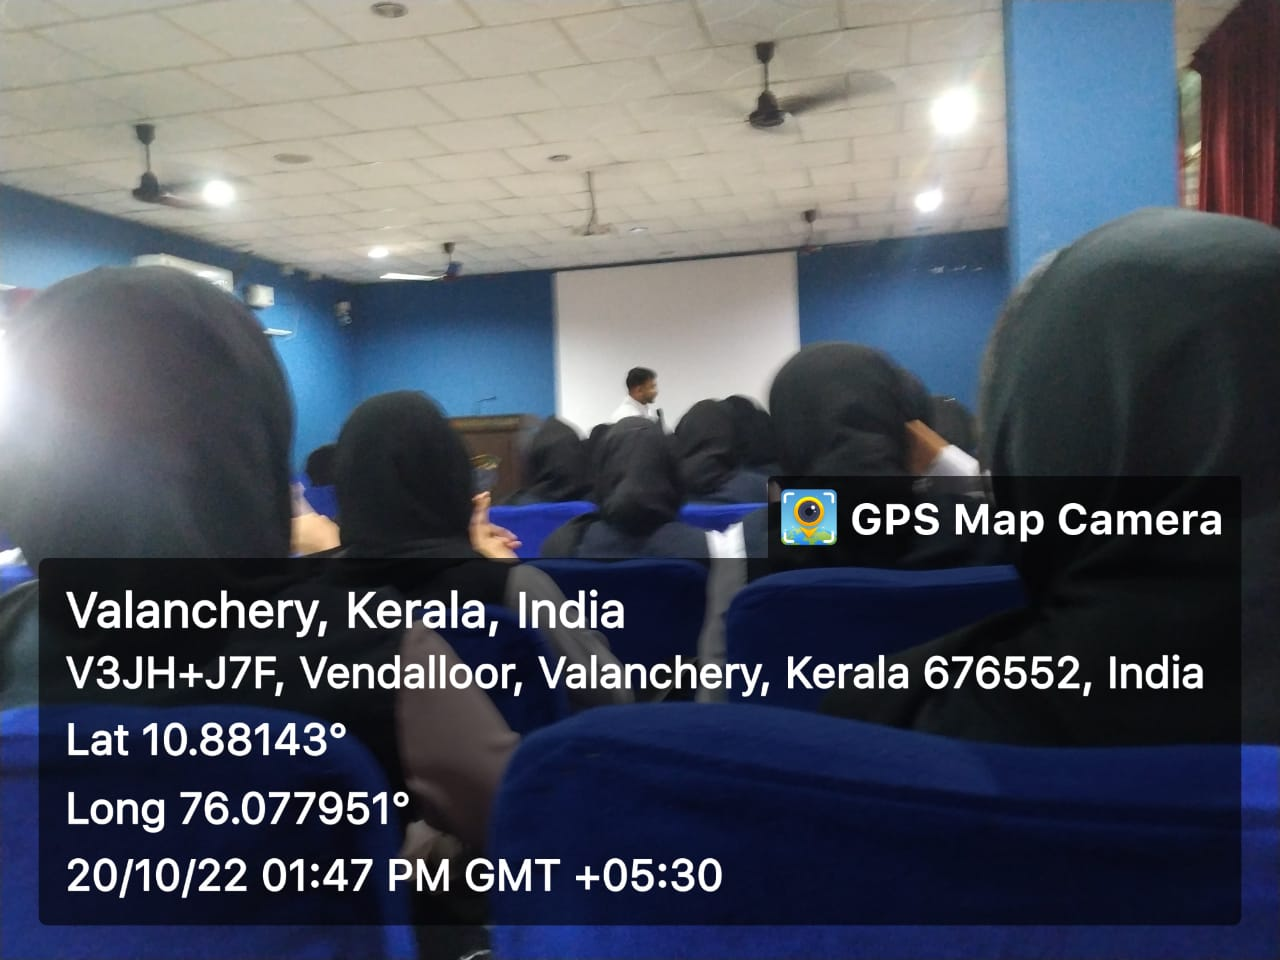 GPS Map Camera
Valanchery, Kerala, India
V3JH+J7F, Vendalloor, Valanchery, Kerala 676552, India
Lat 10.88143°
Long 76.077951°
20/10/22 01:47 PM GMT +05:30